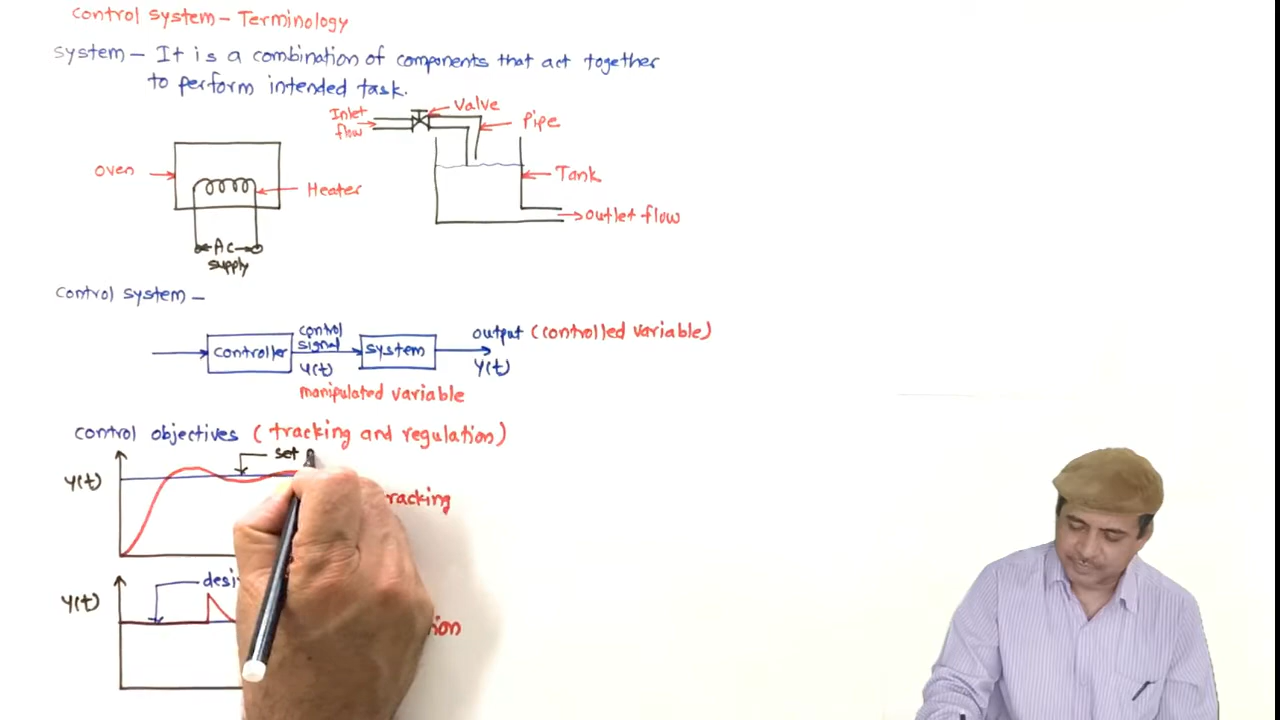 control system – Terminology
system – It is a combination of components that act together
to perform intended task.
Inlet
flow
valve
Pipe
oven
Heater
Tank
outlet flow
Ac
supply
control system –
controller
control
signal
u(t)
system
output (controlled variable)
y(t)
manipulated variable
control objectives (tracking and regulation)
set
y(t)
y(t)